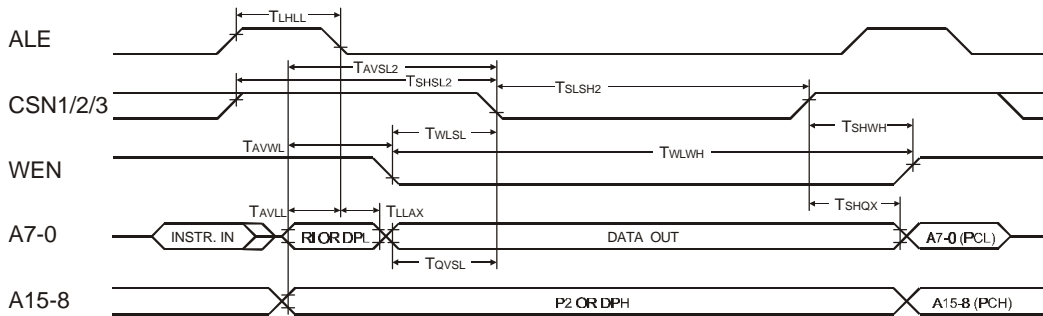 TLHLL
ALE
TAVSL2
TSHSL2
TSLSH2
CSN1/2/3
TWLSL
TSHWH
TAVWL
TWLWH
WEN
TAVLL
TLLAX
TSHQX
A7-0
INSTR. IN
RI OR DPL
DATA OUT
A7-0 (PCL)
TQVSL
A15-8
P2 OR DPH
A15-8 (PCH)